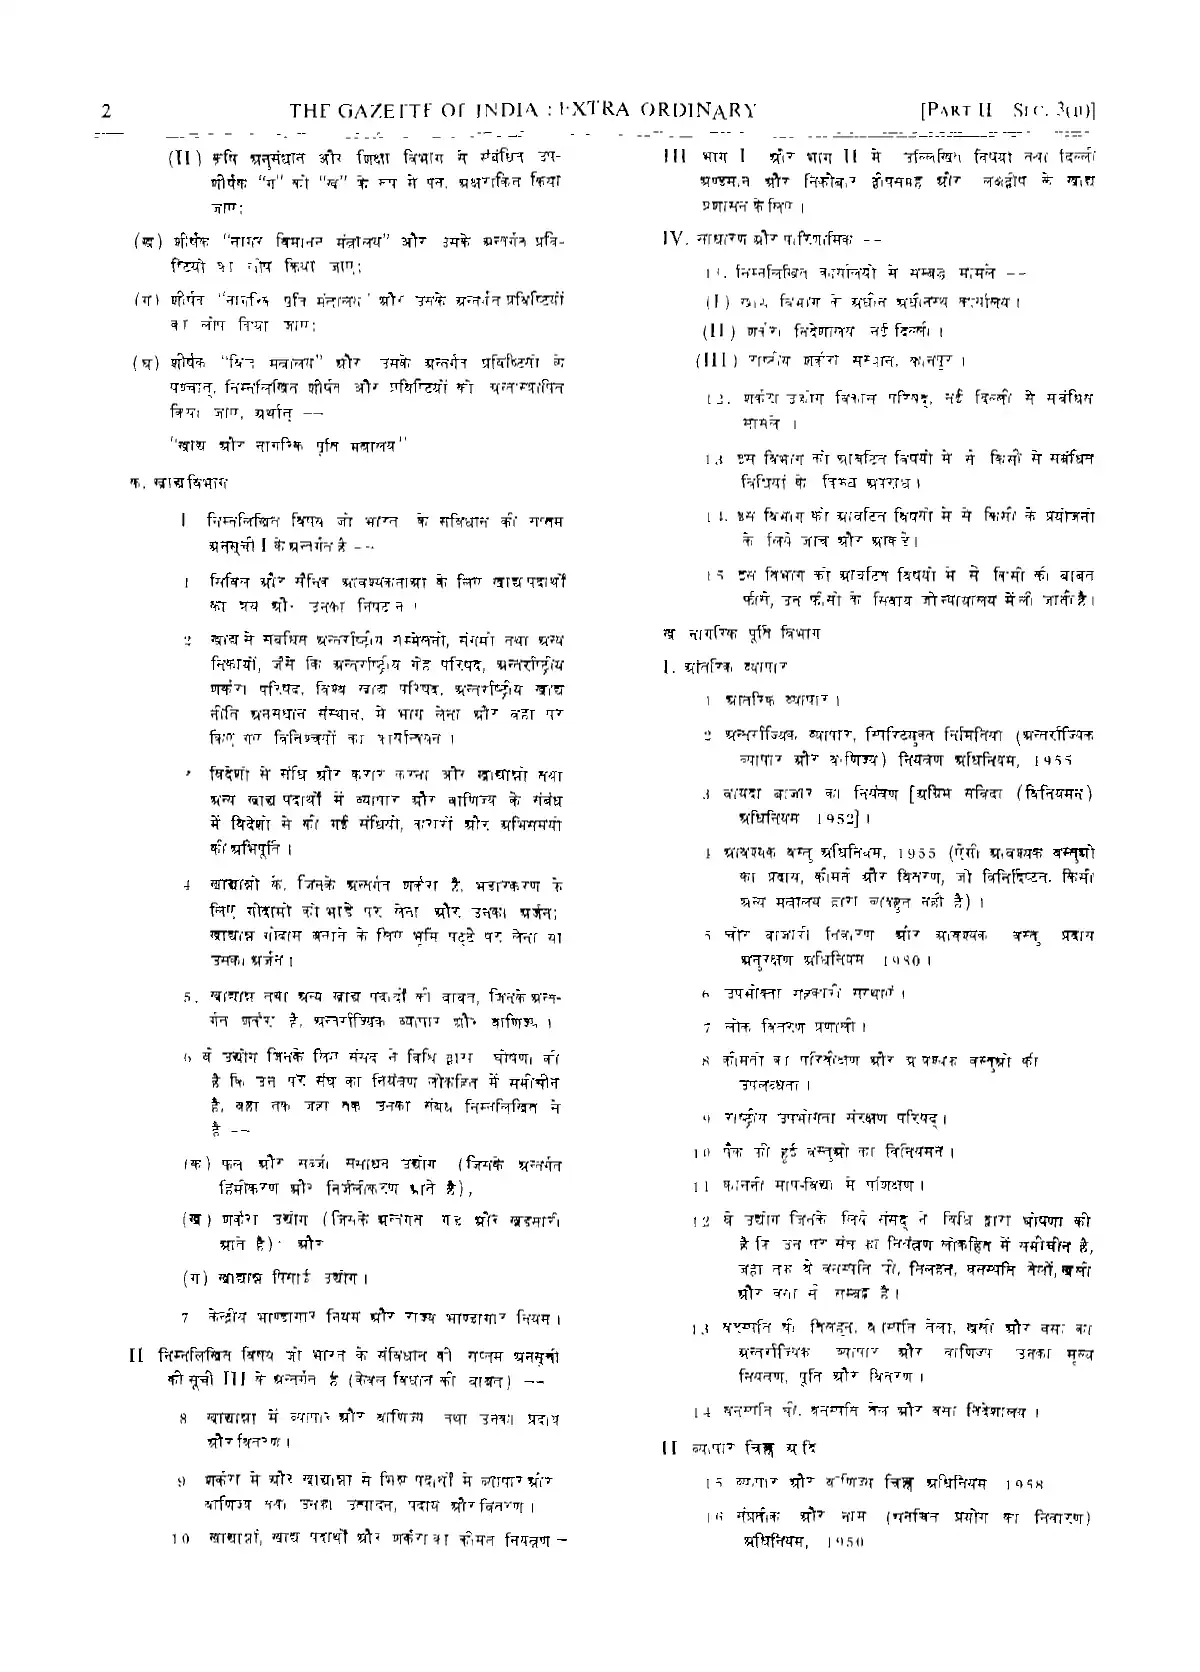 2 THE GAZETTE OF INDIA : EXTRA ORDINARY [PART II SEC. 3(ii)]
(II) कृषि अनुसंधान और शिक्षा विभाग से संबंधित उप-
शीर्षक "ग" को "ख" के रूप में पुन. अक्षरांकित किया
जाए;
(ख) शीर्षक "नागर विमानन मंत्रालय" और उसके अन्तर्गत प्रवि-
ष्टियों का लोप किया जाए;
(ग) शीर्षक "नागरिक पूर्ति मंत्रालय" और उसके अन्तर्गत प्रविष्टियों
का लोप किया जाए;
(घ) शीर्षक "वित्त मंत्रालय" और उसके अन्तर्गत प्रविष्टियों के
पश्चात्, निम्नलिखित शीर्षक और प्रविष्टियों को अन्तःस्थापित
किया जाए, अर्थात् --
"खाद्य और नागरिक पूर्ति मंत्रालय"
क. खाद्य विभाग
I निम्नलिखित विषय जो भारत के संविधान की सप्तम
अनुसूची I के अन्तर्गत है --
1 सिविल और सैनिक आवश्यकताओं के लिए खाद्य पदार्थों
का क्रय और उनका निपटान ।
2 खाद्य से संबंधित अन्तर्राष्ट्रीय सम्मेलनों, संगमों तथा अन्य
निकायों, जैसे कि अन्तर्राष्ट्रीय गेहूं परिषद, अन्तर्राष्ट्रीय
शर्करा परिषद, विश्व खाद्य परिषद, अन्तर्राष्ट्रीय खाद्य
नीति अनुसंधान संस्थान, में भाग लेना और वहां पर
किए गए विनिश्चयों का कार्यान्वयन ।
विदेशों से संधि और करार करना और खाद्यान्नों तथा
अन्य खाद्य पदार्थों में व्यापार और वाणिज्य के संबंध
में विदेशों से की गई संधियों, करारों और अभिसमयों
की अभिपूर्ति ।
4 खाद्यान्नों के, जिनके अन्तर्गत शर्करा है, भंडारकरण के
लिए गोदामों को भाड़े पर लेना और उनका अर्जन;
खाद्यान्न गोदाम बनाने के लिए भूमि पट्टे पर लेना या
उसका अर्जन ।
5. खाद्यान्न तथा अन्य खाद्य पदार्थों की बाबत, जिनके अन्त-
र्गत शर्करा है, अन्तर्राज्यिक व्यापार और वाणिज्य ।
6 वे उद्योग जिनके लिए संसद ने विधि द्वारा घोषणा की
है कि उन पर संघ का नियंत्रण लोकहित में समीचीन
है, वहां तक जहां तक उनका संबंध निम्नलिखित से
है --
(क) फल और सब्जी संसाधन उद्योग (जिसके अन्तर्गत
हिमीकरण और निर्जलीकरण आते है),
(ख) शर्करा उद्योग (जिसके अन्तर्गत गुड़ और खंडसारी
आते है); और
(ग) खाद्यान्न पिसाई उद्योग ।
7 केन्द्रीय भाण्डागार निगम और राज्य भाण्डागार निगम ।
II निम्नलिखित विषय जो भारत के संविधान की सप्तम अनुसूची
की सूची III के अन्तर्गत है (केवल विधान की बाबत) --
8 खाद्यान्नों में व्यापार और वाणिज्य तथा उनका प्रदाय
और वितरण ।
9 शर्करा में और खाद्यान्नों से भिन्न पदार्थों में व्यापार और
वाणिज्य तथा उनका उत्पादन, प्रदाय और वितरण ।
10 खाद्यान्नों, खाद्य पदार्थों और शर्करा का कीमत नियंत्रण -
III भाग I और भाग II में उल्लिखित विषयों तथा दिल्ली
अण्डमान और निकोबार द्वीपसमूह और लक्षद्वीप के खाद्य
प्रशासन के लिए ।
IV. साधारण और पारिणामिक --
11. निम्नलिखित कार्यालयों से सम्बद्ध मामले --
(I) खाद्य विभाग के अधीन अधीनस्थ कार्यालय ।
(II) शर्करा निदेशालय नई दिल्ली ।
(III) राष्ट्रीय शर्करा संस्थान, कानपुर ।
12. शर्करा उद्योग विकास परिषद्, नई दिल्ली से संबंधित
मामले ।
13 इस विभाग को आबंटित विषयों में से किसी से संबंधित
विधियों के विरुद्ध अपराध ।
14. इस विभाग को आबंटित विषयों में से किसी के प्रयोजनों
के लिये जांच और आंकड़े ।
15 इस विभाग को आबंटित विषयों में से किसी की बाबत
फीसें, उन फीसों के सिवाय जो न्यायालय में ली जाती है ।
ख नागरिक पूर्ति विभाग
I. आंतरिक व्यापार
1 आंतरिक व्यापार ।
2 अन्तर्राज्यिक व्यापार, स्पिरिटयुक्त निर्मितियां (अन्तर्राज्यिक
व्यापार और वाणिज्य) नियंत्रण अधिनियम, 1955
3 वायदा बाजार का नियंत्रण [अग्रिम संविदा (विनियमन)
अधिनियम 1952] ।
4 आवश्यक वस्तु अधिनियम, 1955 (ऐसी आवश्यक वस्तुओं
का प्रदाय, कीमतें और वितरण, जो विनिर्दिष्टतः किसी
अन्य मंत्रालय द्वारा व्यवहृत नहीं है) ।
5 चोर बाजारी निवारण और आवश्यक वस्तु प्रदाय
अनुरक्षण अधिनियम 1980 ।
6 उपभोक्ता सहकारी संस्थाएं ।
7 लोक वितरण प्रणाली ।
8 कीमतों का परिवीक्षण और आवश्यक वस्तुओं की
उपलब्धता ।
9 राष्ट्रीय उपभोक्ता संरक्षण परिषद् ।
10 पैक की हुई वस्तुओं का विनियमन ।
11 कानूनी माप-विद्या में प्रशिक्षण ।
12 वे उद्योग जिनके लिये संसद् ने विधि द्वारा घोषणा की
है कि उन पर संघ का नियंत्रण लोकहित में समीचीन है,
जहां तक वे वनस्पति घी, तिलहन, वनस्पति तेलों, खली
और वसा से सम्बद्ध है ।
13 वनस्पति घी तिलहन, वनस्पति तेलों, खली और वसा का
अन्तर्राज्यिक व्यापार और वाणिज्य उनका मूल्य
नियंत्रण, पूर्ति और वितरण ।
14 वनस्पति घी. वनस्पति तेल और वसा निदेशालय ।
II व्यापार चिह्न आदि
15 व्यापार और वाणिज्य चिह्न अधिनियम 1958
16 संप्रतीक और नाम (अनुचित प्रयोग का निवारण)
अधिनियम, 1950